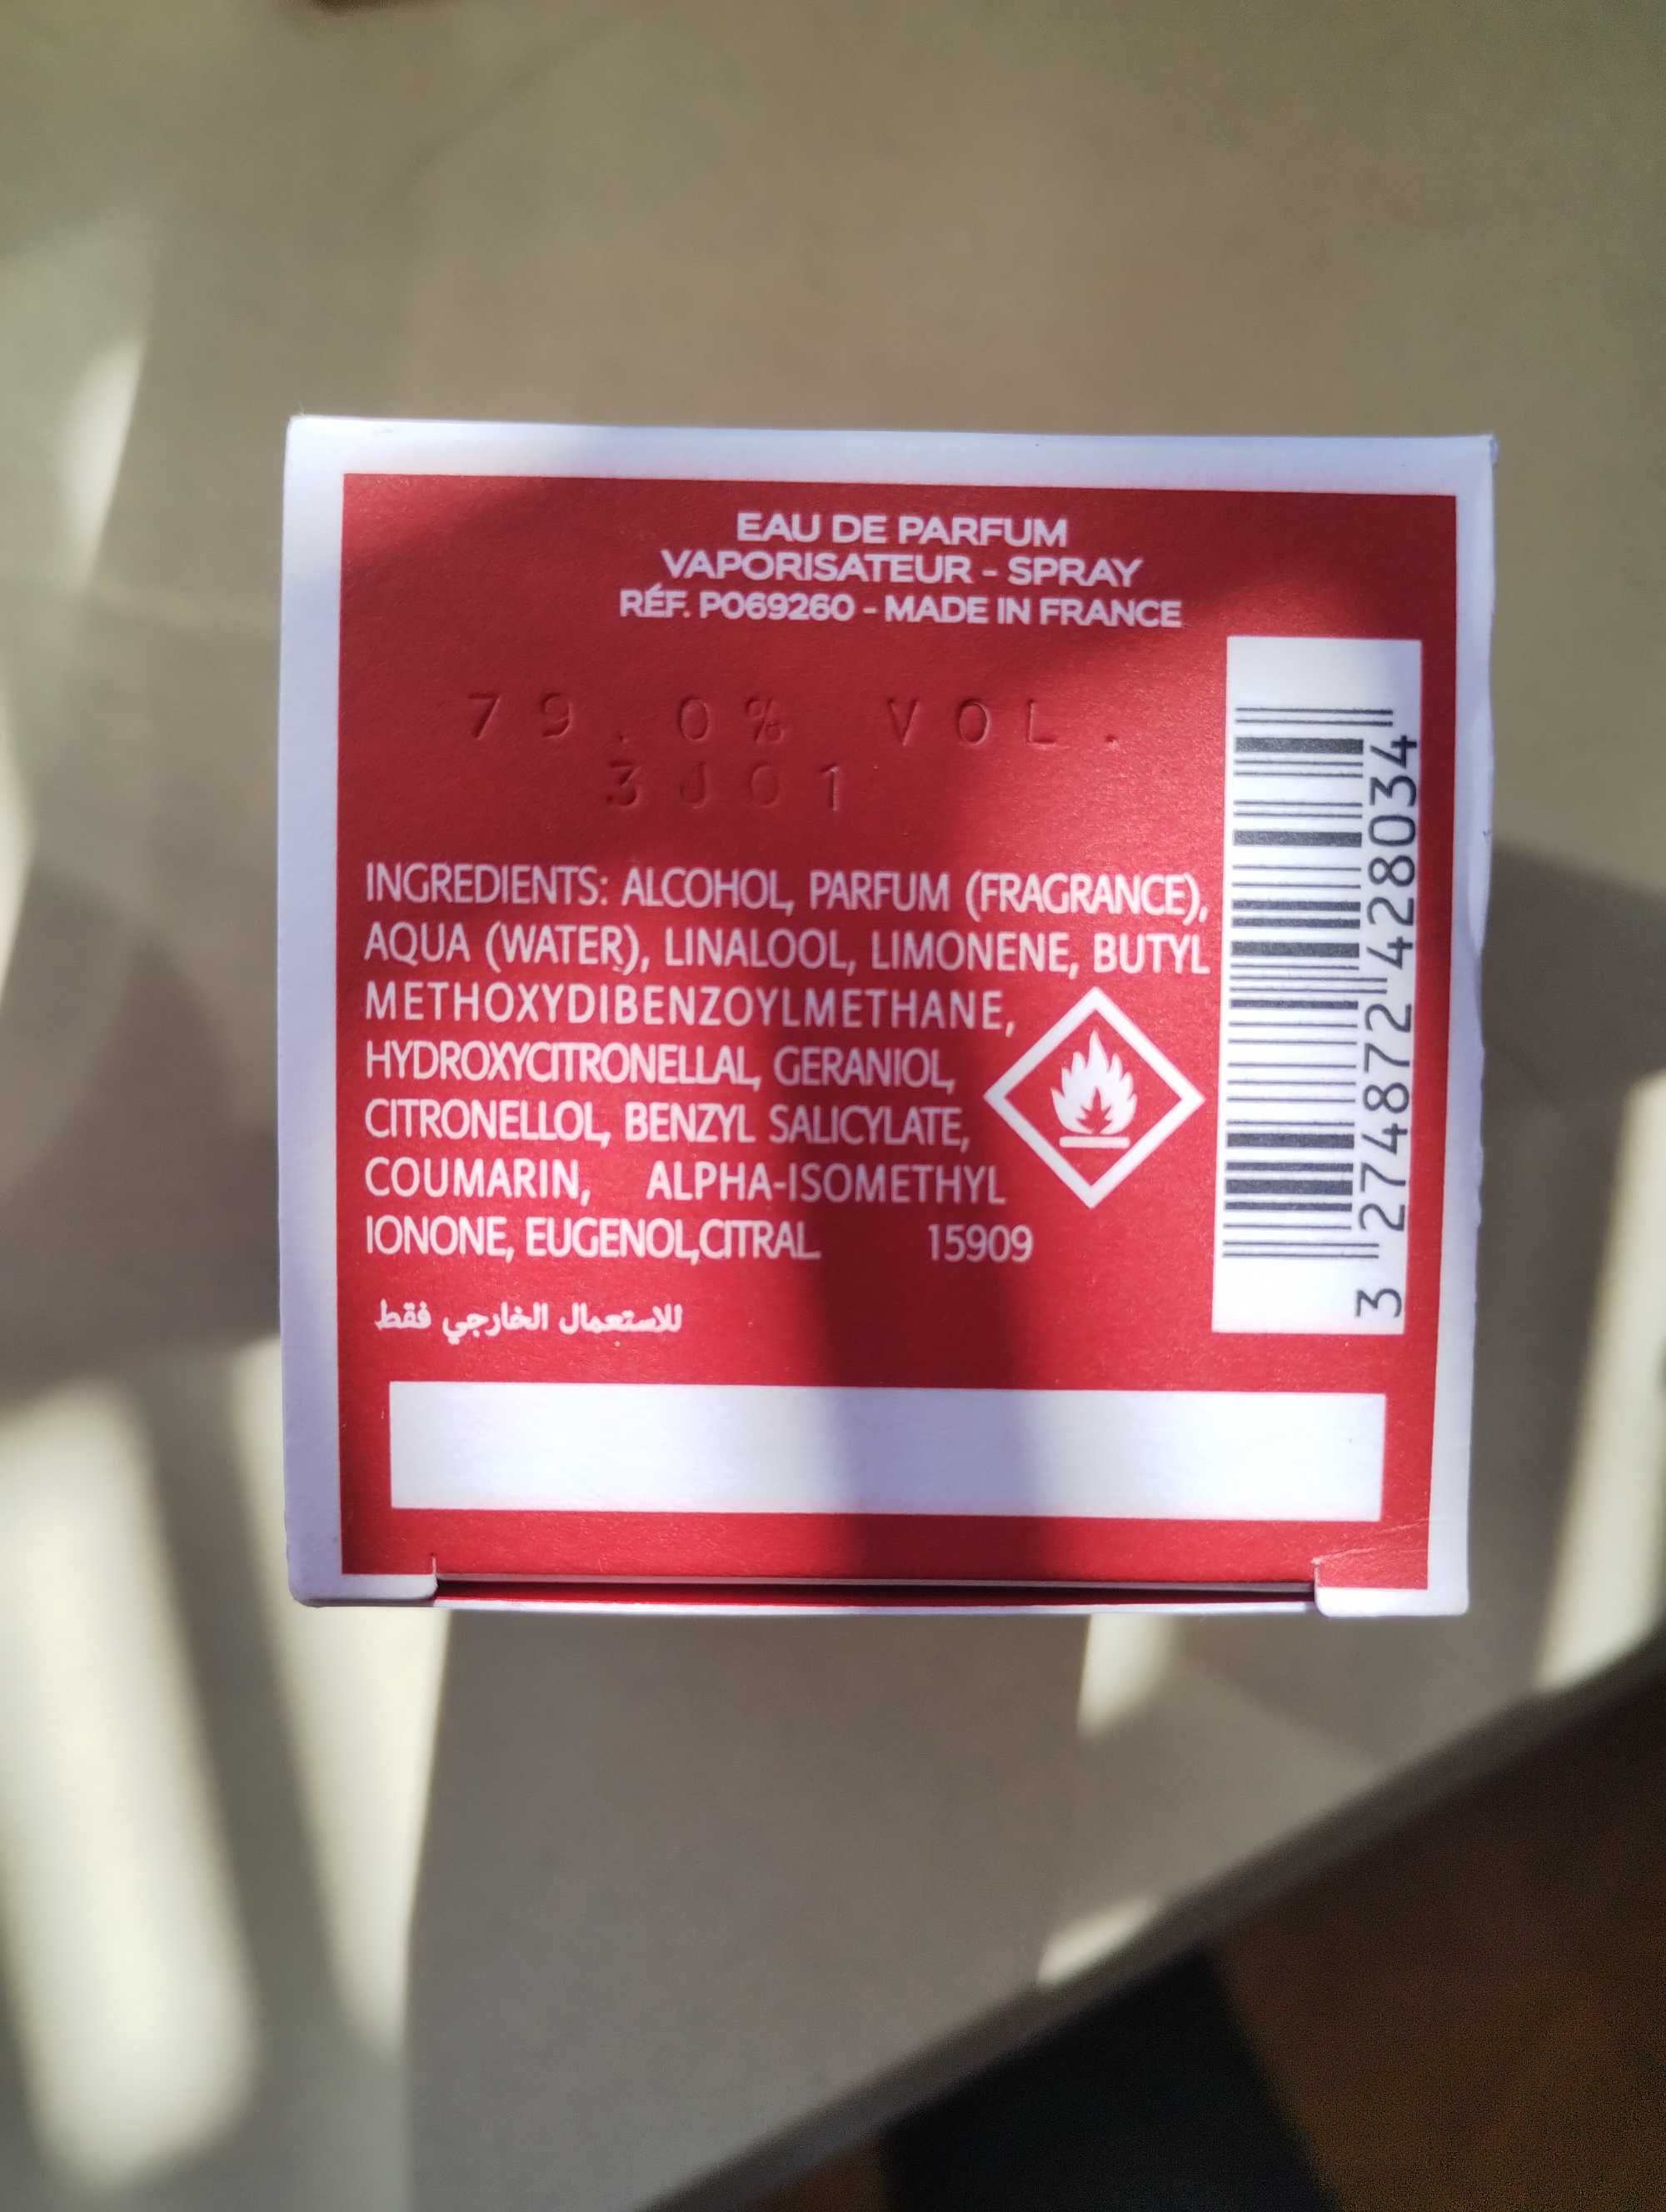 EAU DE PARFUM
VAPORISATEUR - SPRAY
RÉF. P069260 - MADE IN FRANCE
79.0% VOL.
3J01
INGREDIENTS: ALCOHOL, PARFUM (FRAGRANCE),
AQUA (WATER), LINALOOL, LIMONENE, BUTYL
METHOXYDIBENZOYLMETHANE,
HYDROXYCITRONELLAL, GERANIOL,
CITRONELLOL, BENZYL SALICYLATE,
COUMARIN, ALPHA-ISOMETHYL
IONONE, EUGENOL,CITRAL 15909
للاستعمال الخارجي فقط
3 274872 428034